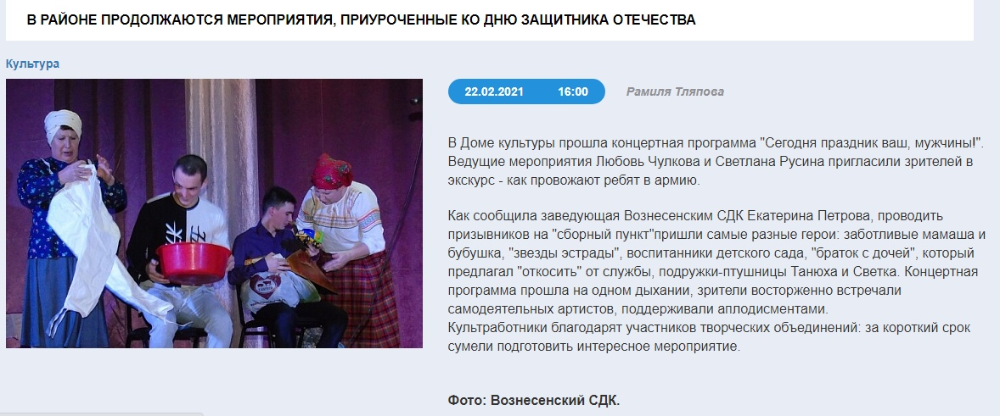 В РАЙОНЕ ПРОДОЛЖАЮТСЯ МЕРОПРИЯТИЯ, ПРИУРОЧЕННЫЕ КО ДНЮ ЗАЩИТНИКА ОТЕЧЕСТВА
Культура
22.02.2021 16:00 Рамиля Тляпова
В Доме культуры прошла концертная программа "Сегодня праздник ваш, мужчины!".
Ведущие мероприятия Любовь Чулкова и Светлана Русина пригласили зрителей в
экскурс - как провожают ребят в армию.
Как сообщила заведующая Вознесенским СДК Екатерина Петрова, проводить
призывников на "сборный пункт"пришли самые разные герои: заботливые мамаша и
бубушка, "звезды эстрады", воспитанники детского сада, "браток с дочей", который
предлагал "откосить" от службы, подружки-птушницы Танюха и Светка. Концертная
программа прошла на одном дыхании, зрители восторженно встречали
самодеятельных артистов, поддерживали аплодисментами.
Культработники благодарят участников творческих объединений: за короткий срок
сумели подготовить интересное мероприятие.
Фото: Вознесенский СДК.